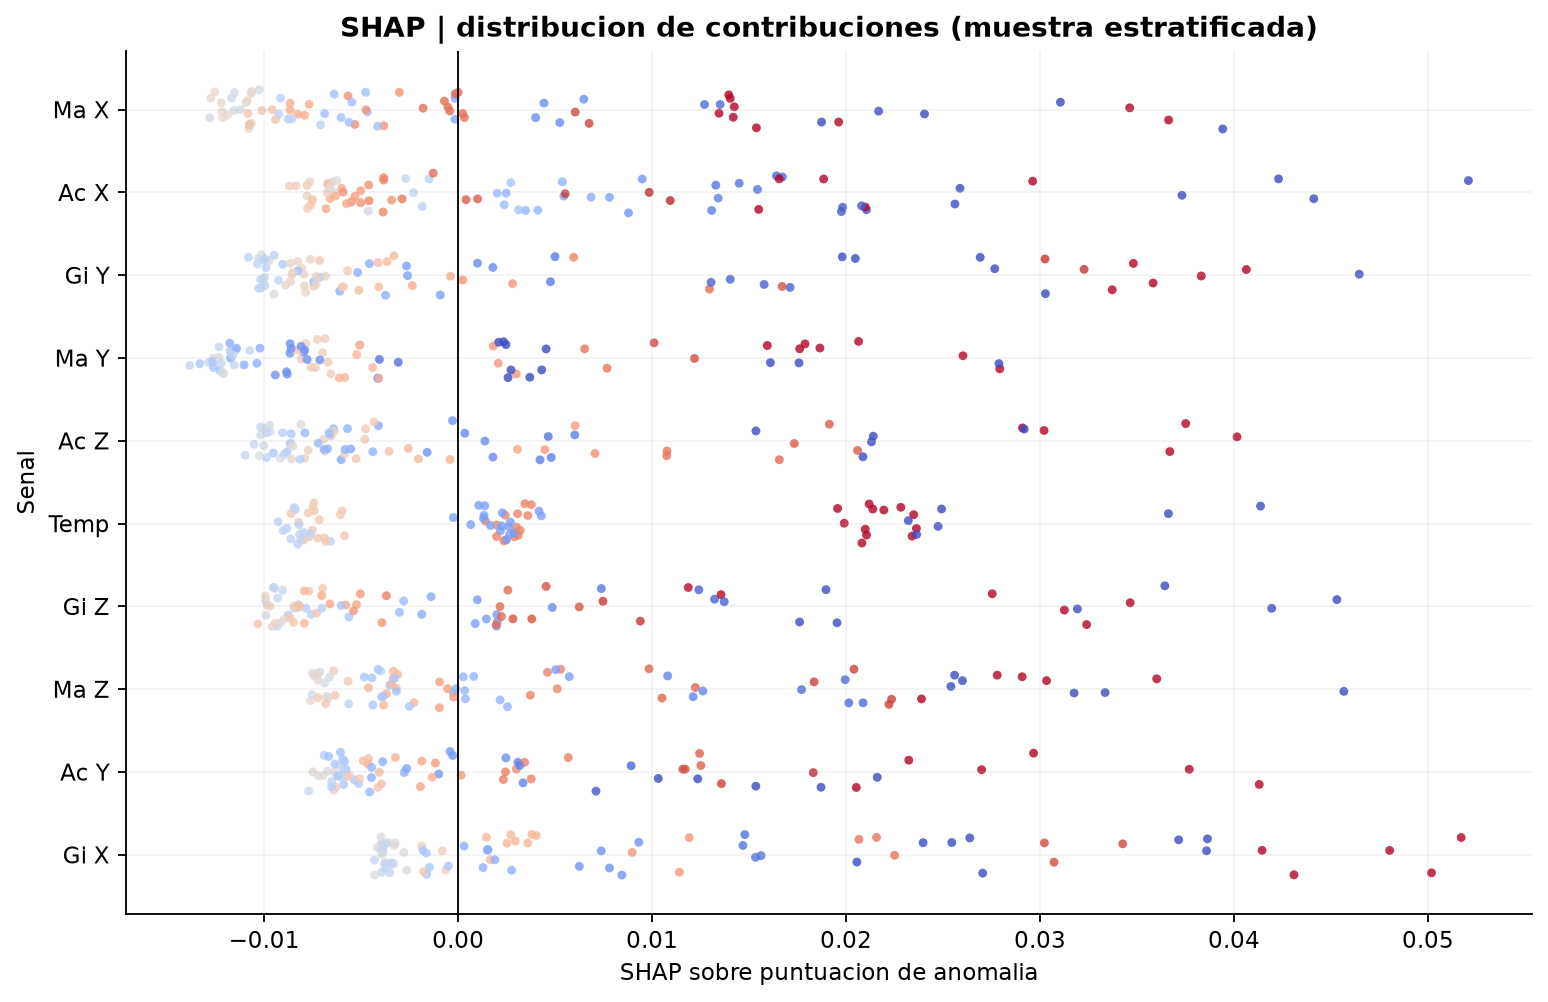 SHAP | distribucion de contribuciones (muestra estratificada)
Senal
Ma X
Ac X
Gi Y
Ma Y
Ac Z
Temp
Gi Z
Ma Z
Ac Y
Gi X
−0.01 0.00 0.01 0.02 0.03 0.04 0.05
SHAP sobre puntuacion de anomalia